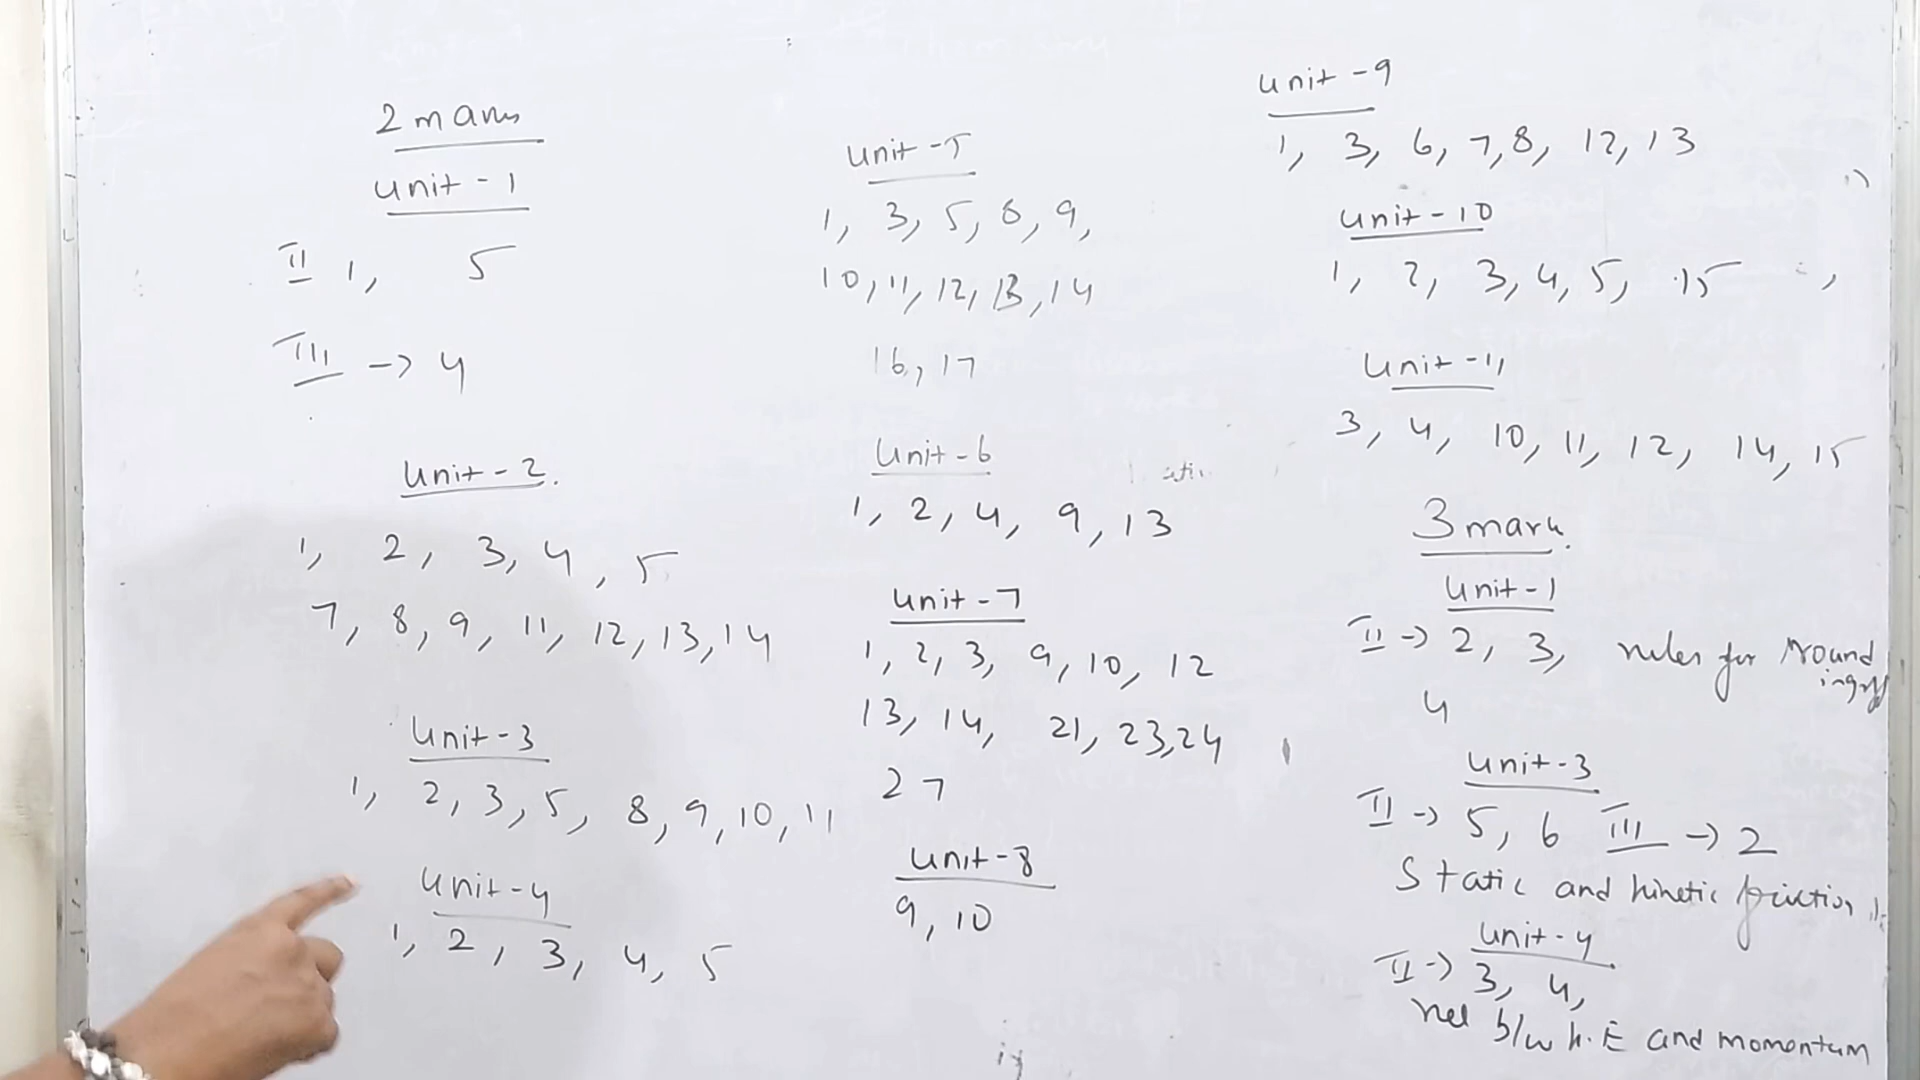 2 marks
unit - 1
II 1, 5
III -> 4
Unit - 2.
1, 2, 3, 4, 5
7, 8, 9, 11, 12, 13, 14
Unit - 3
1, 2, 3, 5, 8, 9, 10, 11
unit - 4
1, 2, 3, 4, 5
unit - 5
1, 3, 5, 8, 9,
10, 11, 12, 13, 14
16, 17
Unit - 6
1, 2, 4, 9, 13
unit - 7
1, 2, 3, 9, 10, 12
13, 14, 21, 23, 24
27
unit - 8
9, 10
unit - 9
1, 3, 6, 7, 8, 12, 13
unit - 10
1, 2, 3, 4, 5, 15
Unit - 11
3, 4, 10, 11, 12, 14, 15
3 mark.
Unit - 1
II -> 2, 3, rules for round
ingoff
4
unit - 3
II -> 5, 6 III -> 2
Static and kinetic friction
unit - 4
II -> 3, 4,
rel b/w k.E and momentum